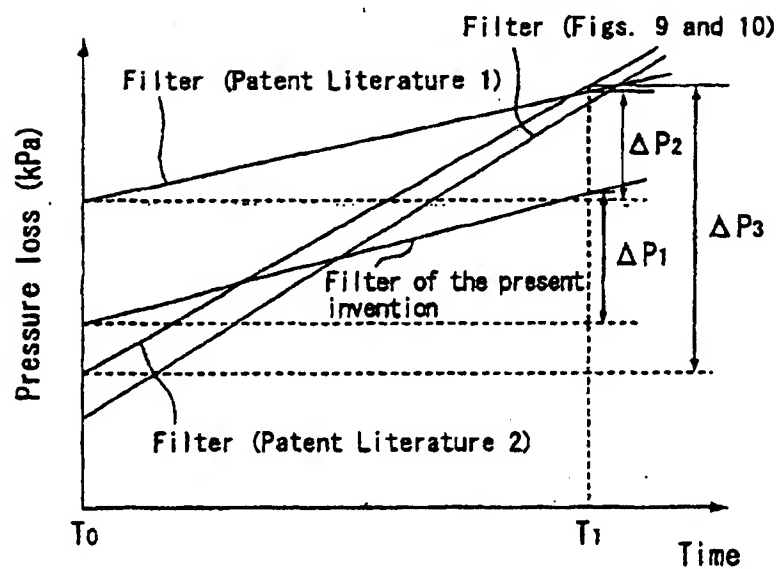 Filter (Figs. 9 and 10)
Filter (Patent Literature 1)
Pressure loss (kPa)
ΔP2
ΔP3
ΔP1
Filter of the present
invention
Filter (Patent Literature 2)
T0
T1
Time